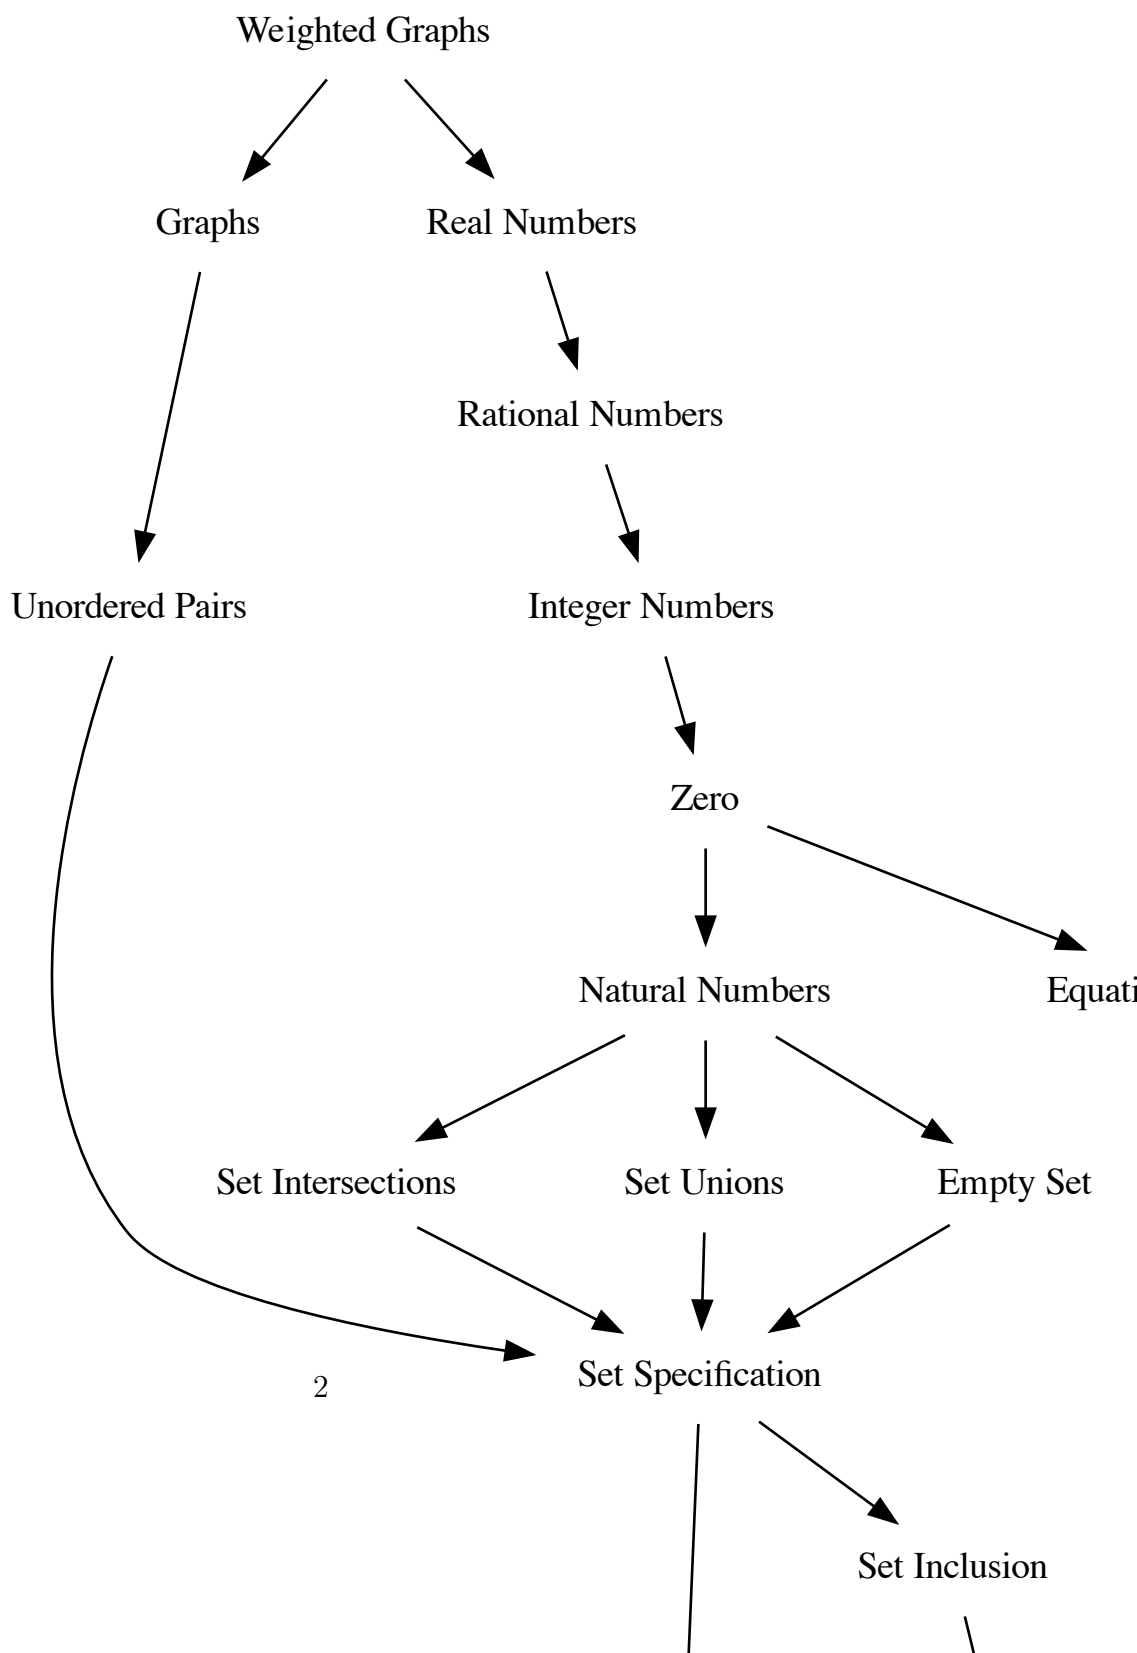 Weighted Graphs
Graphs
Real Numbers
Rational Numbers
Unordered Pairs
Integer Numbers
Zero
Natural Numbers
Equati
Set Intersections
Set Unions
Empty Set
Set Specification
2
Set Inclusion